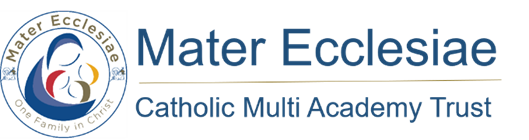 Mater Ecclesiae
One Family in Christ
Mater Ecclesiae
Catholic Multi Academy Trust